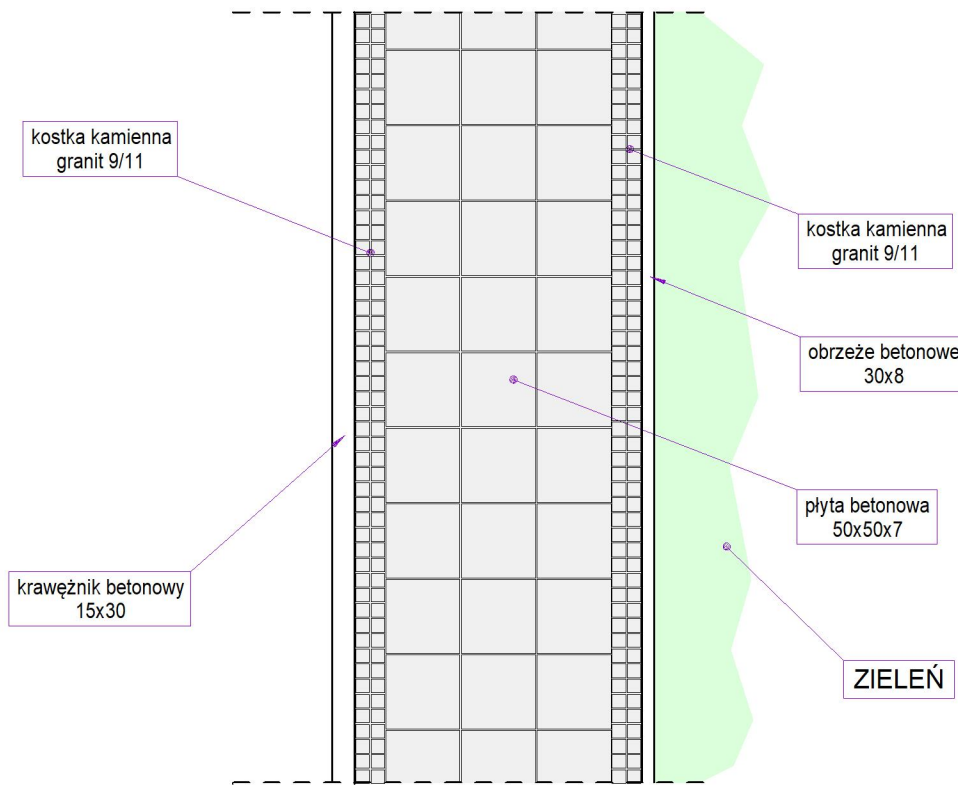 kostka kamienna
granit 9/11
kostka kamienna
granit 9/11
obrzeże betonowe
30x8
płyta betonowa
50x50x7
krawężnik betonowy
15x30
ZIELEŃ